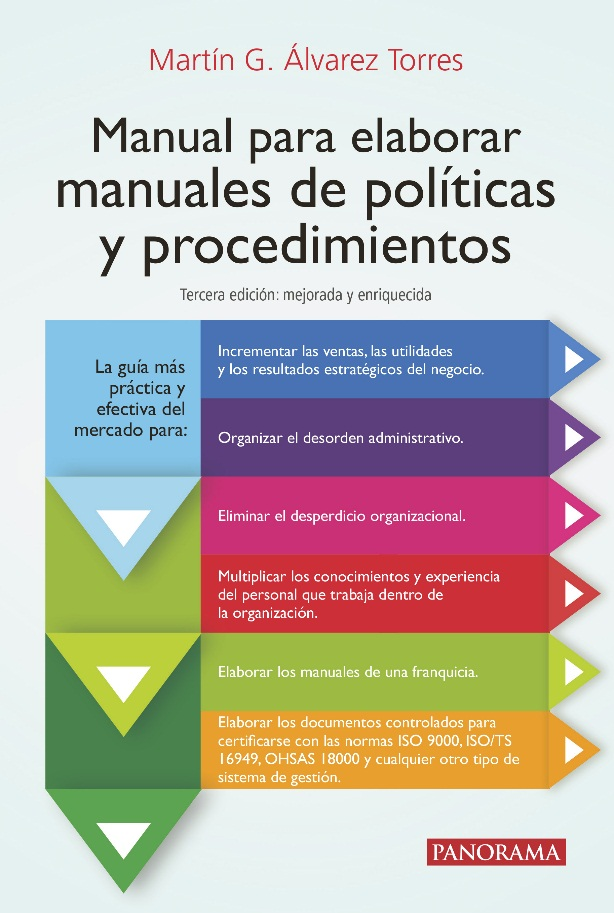 Martín G. Álvarez Torres
Manual para elaborar
manuales de políticas
y procedimientos
Tercera edición: mejorada y enriquecida
La guía más
práctica y
efectiva del
mercado para:
Incrementar las ventas, las utilidades
y los resultados estratégicos del negocio.
Organizar el desorden administrativo.
Eliminar el desperdicio organizacional.
Multiplicar los conocimientos y experiencia
del personal que trabaja dentro de
la organización.
Elaborar los manuales de una franquicia.
Elaborar los documentos controlados para
certificarse con las normas ISO 9000, ISO/TS
16949, OHSAS 18000 y cualquier otro tipo de
sistema de gestión.
PANORAMA